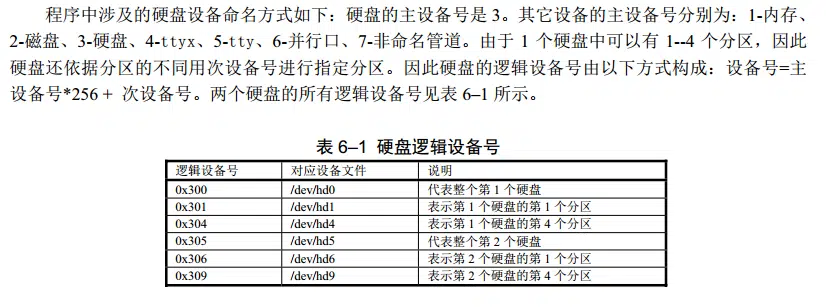 程序中涉及的硬盘设备命名方式如下：硬盘的主设备号是 3。其它设备的主设备号分别为：1-内存、
2-磁盘、3-硬盘、4-ttyx、5-tty、6-并行口、7-非命名管道。由于 1 个硬盘中可以有 1--4 个分区，因此
硬盘还依据分区的不同用次设备号进行指定分区。因此硬盘的逻辑设备号由以下方式构成：设备号=主
设备号*256 + 次设备号。两个硬盘的所有逻辑设备号见表 6–1 所示。
表 6–1 硬盘逻辑设备号
逻辑设备号 对应设备文件 说明
0x300 /dev/hd0 代表整个第 1 个硬盘
0x301 /dev/hd1 表示第 1 个硬盘的第 1 个分区
0x304 /dev/hd4 表示第 1 个硬盘的第 4 个分区
0x305 /dev/hd5 代表整个第 2 个硬盘
0x306 /dev/hd6 表示第 2 个硬盘的第 1 个分区
0x309 /dev/hd9 表示第 2 个硬盘的第 4 个分区